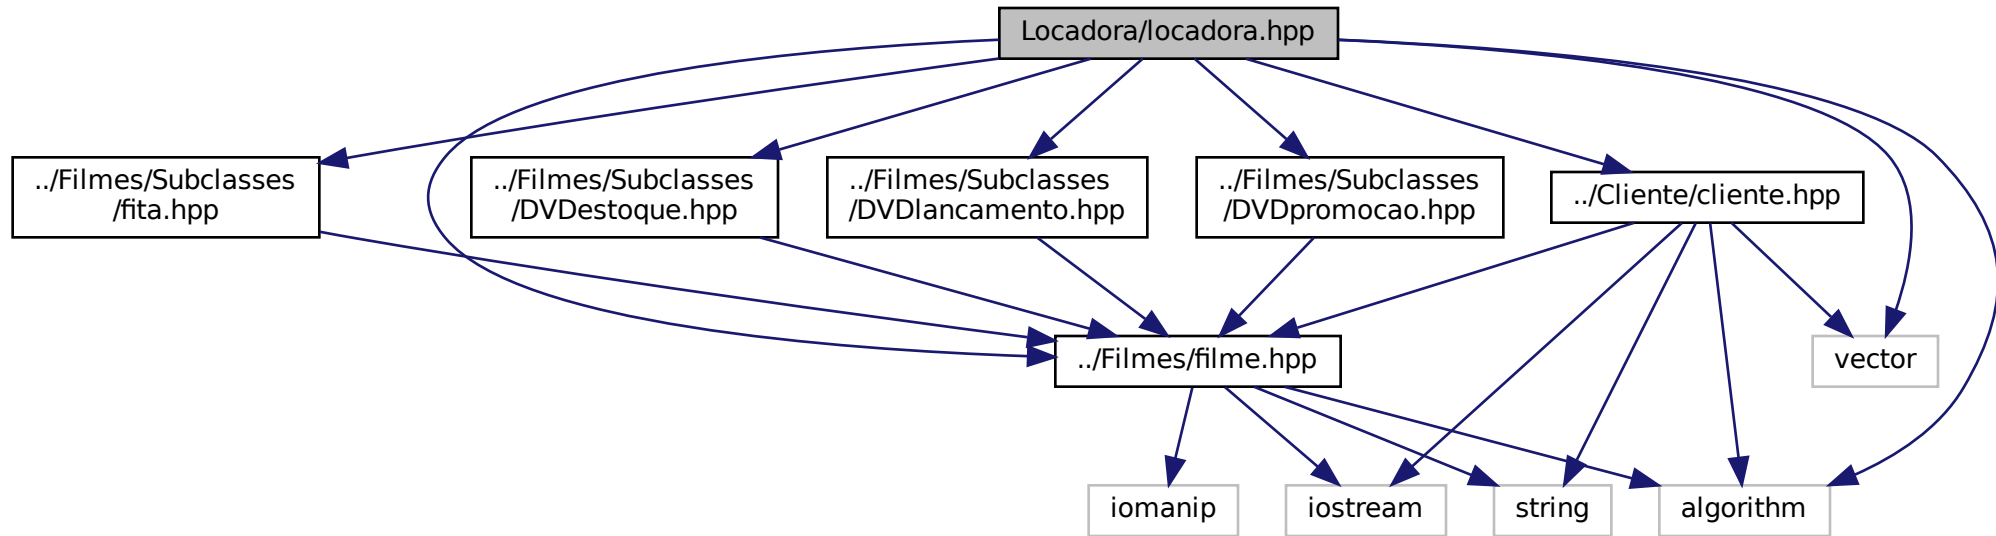 Locadora/locadora.hpp
../Filmes/Subclasses
/fita.hpp
../Filmes/Subclasses
/DVDestoque.hpp
../Filmes/Subclasses
/DVDlancamento.hpp
../Filmes/Subclasses
/DVDpromocao.hpp
../Cliente/cliente.hpp
../Filmes/filme.hpp
vector
iomanip
iostream
string
algorithm